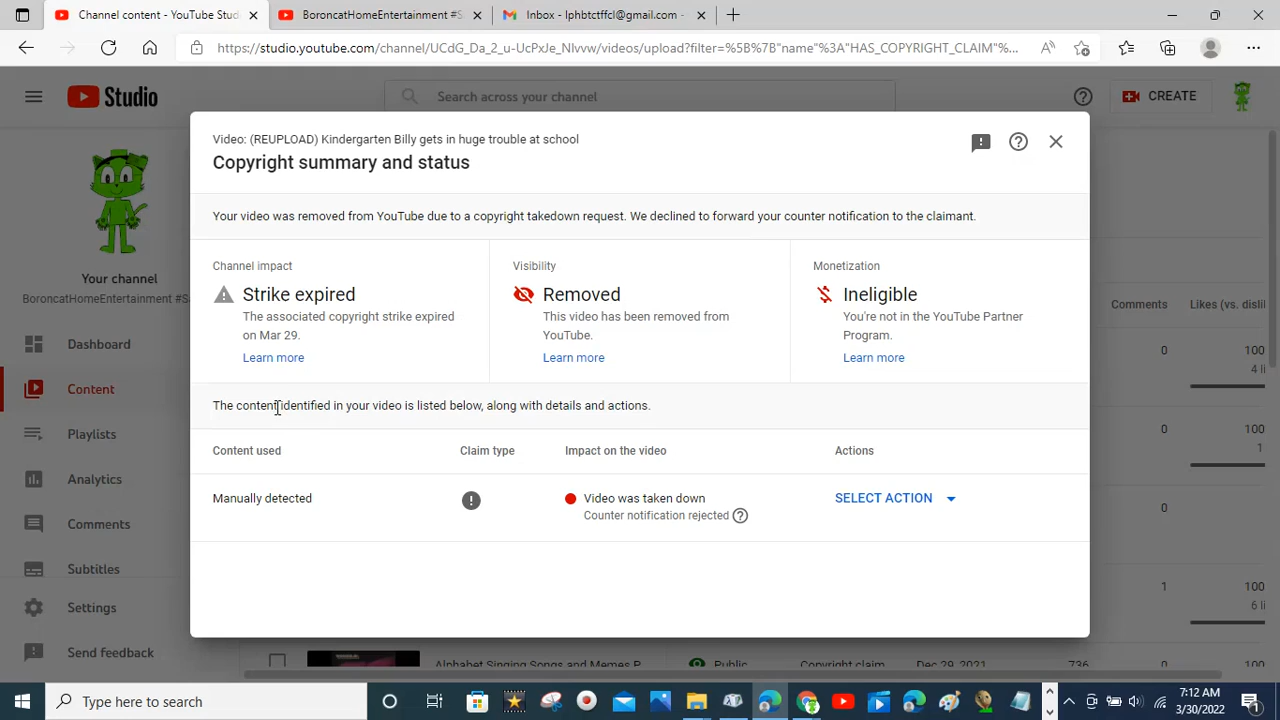 Channel content - YouTube Stud
BoroncatHomeEntertainment #S
Inbox - lphbtctffcl@gmail.com -
https://studio.youtube.com/channel/UCdG_Da_2_u-UcPxJe_Nlvvw/videos/upload?filter=%5B%7B"name"%3A"HAS_COPYRIGHT_CLAIM"%...
Studio
Search across your channel
CREATE
Video: (REUPLOAD) Kindergarten Billy gets in huge trouble at school
Copyright summary and status
Your video was removed from YouTube due to a copyright takedown request. We declined to forward your counter notification to the claimant.
Channel impact
Strike expired
The associated copyright strike expired
on Mar 29.
Learn more
Visibility
Removed
This video has been removed from
YouTube.
Learn more
Monetization
Ineligible
You're not in the YouTube Partner
Program.
Learn more
The content identified in your video is listed below, along with details and actions.
Content used Claim type Impact on the video Actions
Manually detected Video was taken down SELECT ACTION
Counter notification rejected
Your channel
BoroncatHomeEntertainment #S
Dashboard
Content
Playlists
Analytics
Comments
Subtitles
Settings
Send feedback
Comments Likes (vs. disli
0 100
4 li
0 100
1
0
1 100
6 li
Alphabet Singing Songs and Memes P Public Copyright claim Dec 29, 2021 736 0 100
Type here to search
7:12 AM
3/30/2022
1